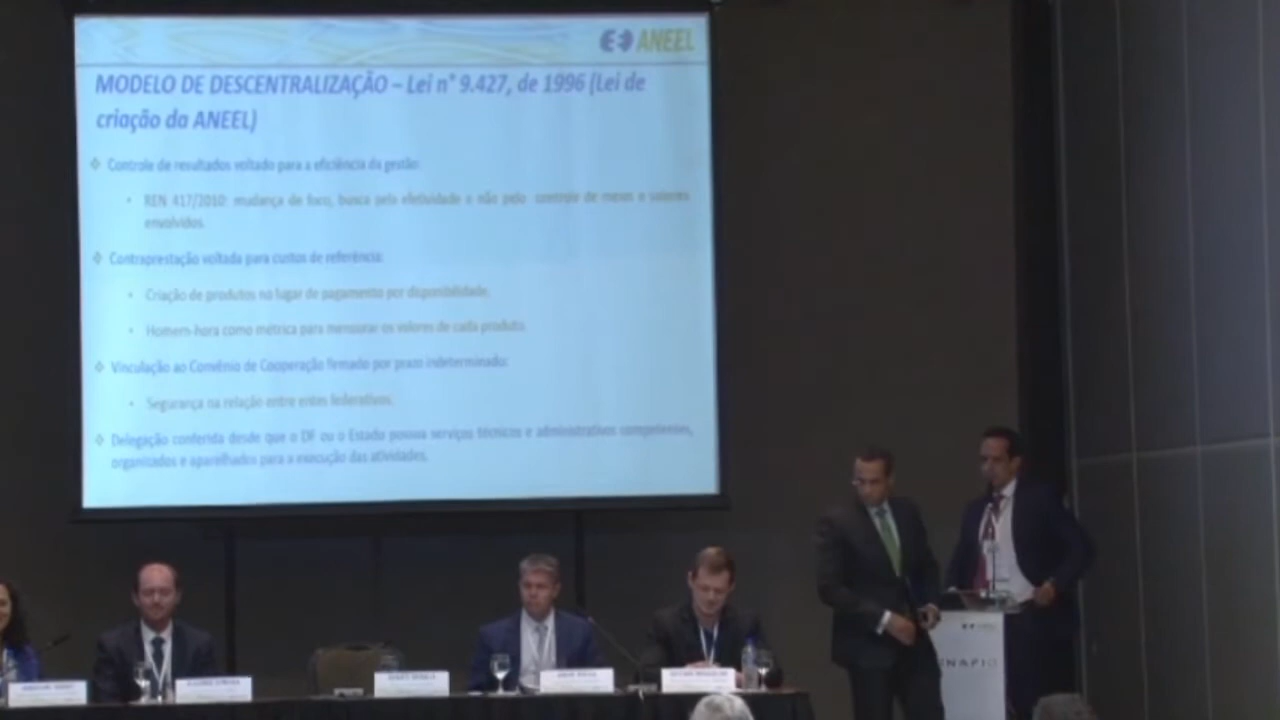 ANEEL
MODELO DE DESCENTRALIZAÇÃO – Lei n° 9.427, de 1996 (Lei de
criação da ANEEL)
Controle de resultados voltado para a eficiência da gestão:
REN 417/2010: mudança de foco, busca pela efetividade e não pelo controle de meios e valores
envolvidos.
Contraprestação voltada para custos de referência:
Criação de produtos no lugar de pagamento por disponibilidade.
Homem-hora como métrica para mensurar os valores de cada produto.
Vinculação ao Convênio de Cooperação firmado por prazo indeterminado:
Segurança na relação entre entes federativos.
Delegação conferida desde que o DF ou o Estado possua serviços técnicos e administrativos competentes,
organizados e aparelhados para a execução das atividades.